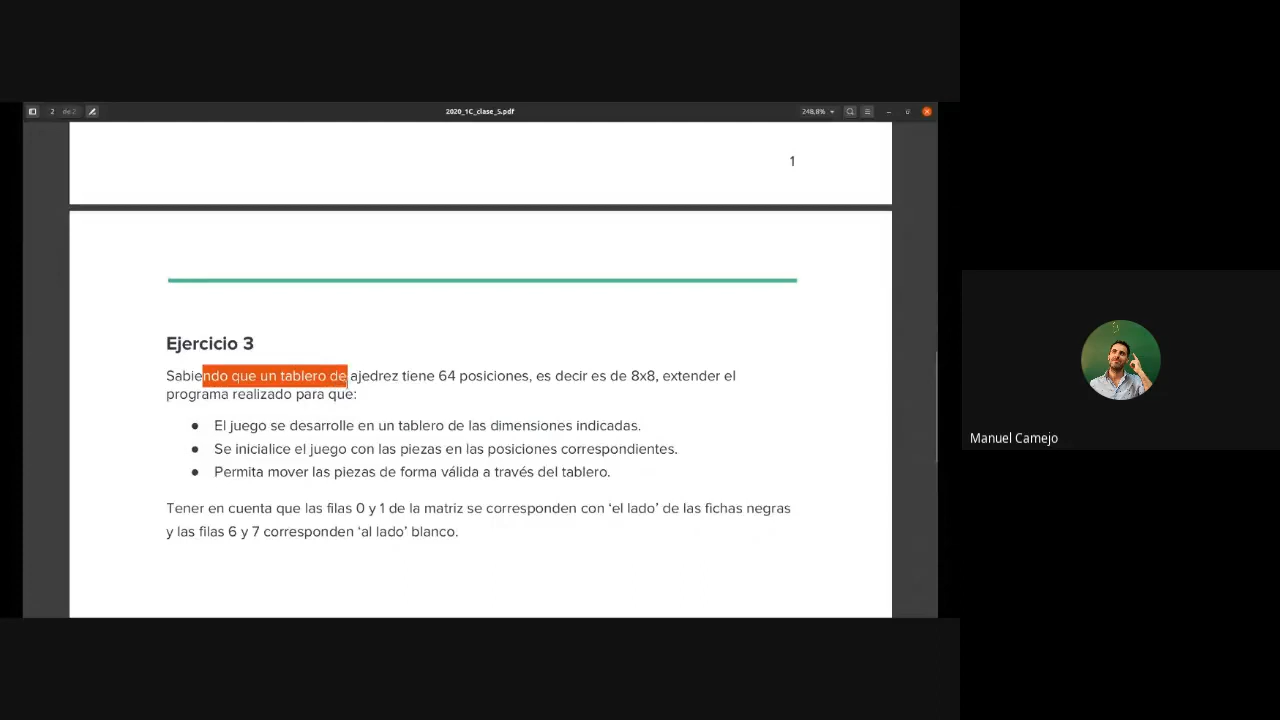 2 de 2
2020_1C_clase_5.pdf
248,8%
1
Ejercicio 3
Sabiendo que un tablero de ajedrez tiene 64 posiciones, es decir es de 8x8, extender el
programa realizado para que:
● El juego se desarrolle en un tablero de las dimensiones indicadas.
● Se inicialice el juego con las piezas en las posiciones correspondientes.
● Permita mover las piezas de forma válida a través del tablero.
Tener en cuenta que las filas 0 y 1 de la matriz se corresponden con ‘el lado’ de las fichas negras
y las filas 6 y 7 corresponden ‘al lado’ blanco.
Manuel Camejo